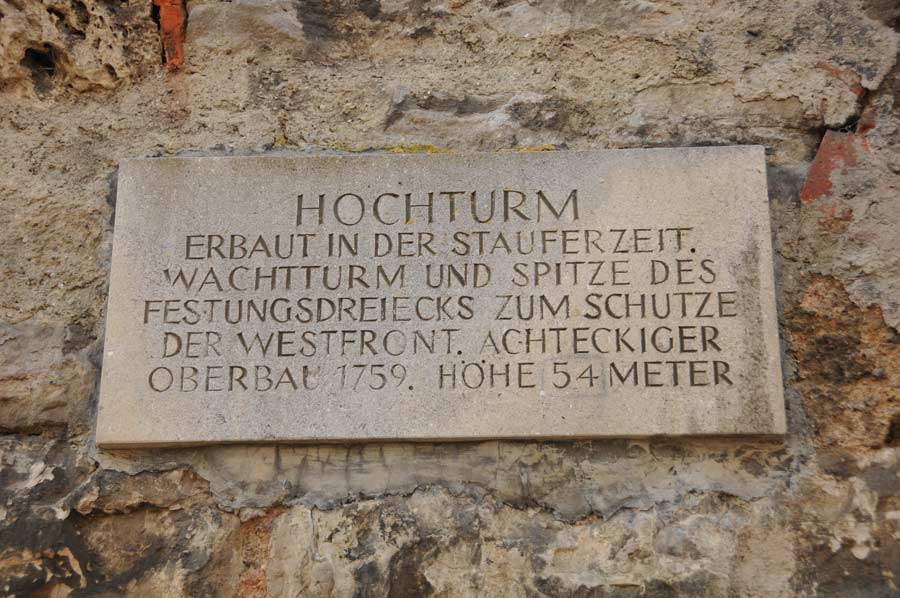 HOCHTURM
ERBAUT IN DER STAUFERZEIT.
WACHTTURM UND SPITZE DES
FESTUNGSDREIECKS ZUM SCHUTZE
DER WESTFRONT. ACHTECKIGER
OBERBAU 1759. HÖHE 54 METER